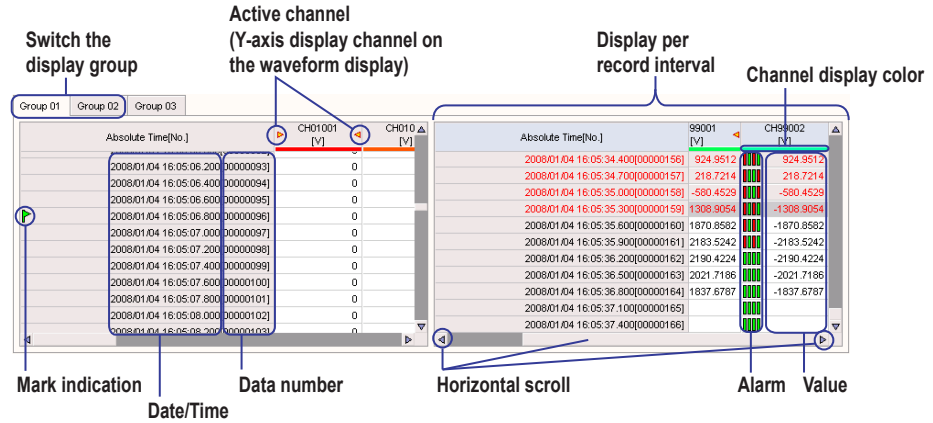 Active channel
(Y-axis display channel on
the waveform display)
Switch the
display group
Display per
record interval
Channel display color
Group 01 Group 02 Group 03
Absolute Time[No.] CH01001 [V] CH010 [V]
0
2008/01/04 16:05:06.200[00000093] 0
2008/01/04 16:05:06.400[00000094] 0
2008/01/04 16:05:06.600[00000095] 0
2008/01/04 16:05:06.800[00000096] 0
2008/01/04 16:05:07.000[00000097] 0
2008/01/04 16:05:07.200[00000098] 0
2008/01/04 16:05:07.400[00000099] 0
2008/01/04 16:05:07.600[00000100] 0
2008/01/04 16:05:07.800[00000101] 0
2008/01/04 16:05:08.000[00000102] 0
2008/01/04 16:05:08.200[00000103] 0
Absolute Time[No.] 99001 [V] CH99002 [V]
2008/01/04 16:05:34.400[00000156] 924.9512 924.9512
2008/01/04 16:05:34.700[00000157] 218.7214 218.7214
2008/01/04 16:05:35.000[00000158] -580.4529 -580.4529
2008/01/04 16:05:35.300[00000159] 1308.9054 -1308.9054
2008/01/04 16:05:35.600[00000160] 1870.8582 -1870.8582
2008/01/04 16:05:35.900[00000161] 2183.5242 -2183.5242
2008/01/04 16:05:36.200[00000162] 2190.4224 -2190.4224
2008/01/04 16:05:36.500[00000163] 2021.7186 -2021.7186
2008/01/04 16:05:36.800[00000164] 1837.6787 -1837.6787
2008/01/04 16:05:37.100[00000165]
2008/01/04 16:05:37.400[00000166]
Mark indication
Date/Time
Data number
Horizontal scroll
Alarm
Value